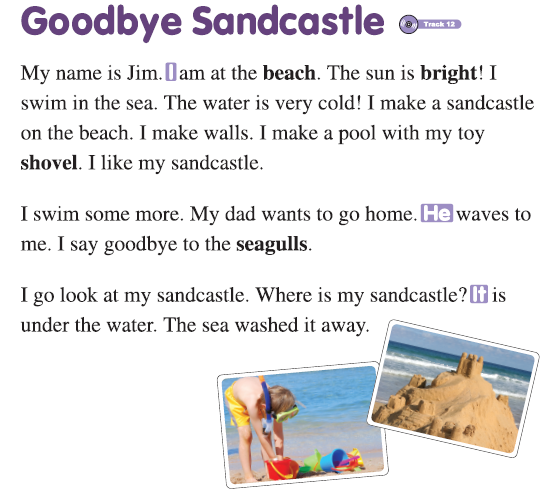 Goodbye Sandcastle Track 12
My name is Jim. I am at the beach. The sun is bright! I
swim in the sea. The water is very cold! I make a sandcastle
on the beach. I make walls. I make a pool with my toy
shovel. I like my sandcastle.
I swim some more. My dad wants to go home. He waves to
me. I say goodbye to the seagulls.
I go look at my sandcastle. Where is my sandcastle? It is
under the water. The sea washed it away.